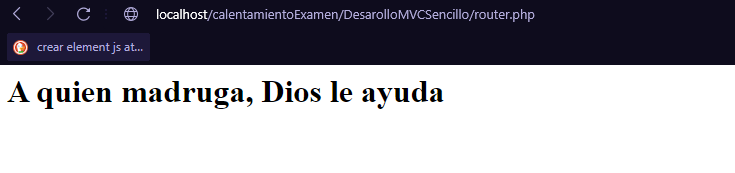 localhost/calentamientoExamen/DesarolloMVCSencillo/router.php
crear element js at...
A quien madruga, Dios le ayuda